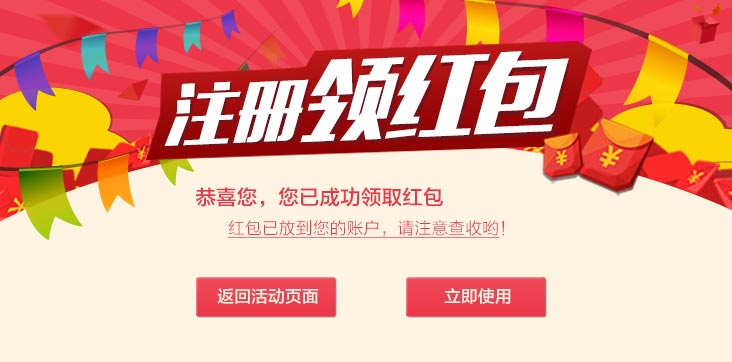 注册领红包
恭喜您，您已成功领取红包
红包已放到您的账户，请注意查收哟！
返回活动页面
立即使用